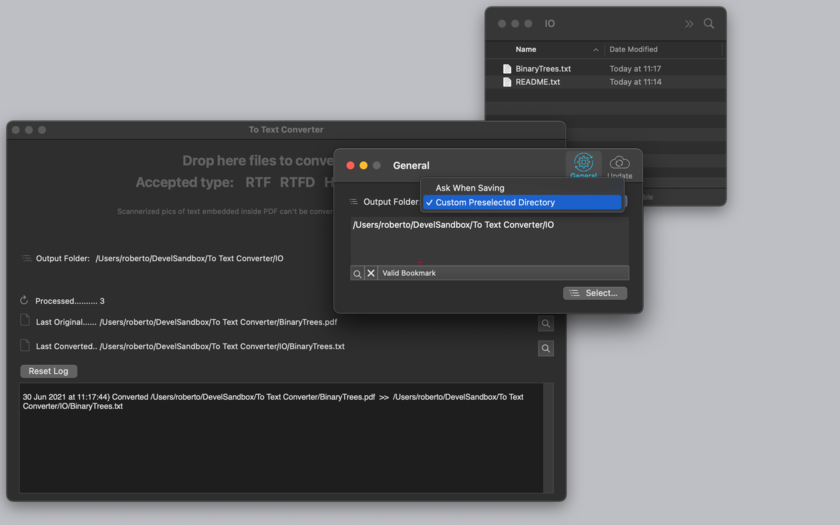 IO
Name
Date Modified
BinaryTrees.txt
Today at 11:17
README.txt
Today at 11:14
To Text Converter
Drop here files to conve
Accepted type: RTF RTFD H
Scannerized pics of text embedded inside PDF can't be conver
Output Folder: /Users/roberto/DevelSandbox/To Text Converter/IO
Processed.......... 3
Last Original...... /Users/roberto/DevelSandbox/To Text Converter/BinaryTrees.pdf
Last Converted.. /Users/roberto/DevelSandbox/To Text Converter/IO/BinaryTrees.txt
Reset Log
30 Jun 2021 at 11:17:44} Converted /Users/roberto/DevelSandbox/To Text Converter/BinaryTrees.pdf >> /Users/roberto/DevelSandbox/To Text
Converter/IO/BinaryTrees.txt
General
General
Update
Output Folder
Ask When Saving
✓ Custom Preselected Directory
/Users/roberto/DevelSandbox/To Text Converter/IO
Valid Bookmark
Select...